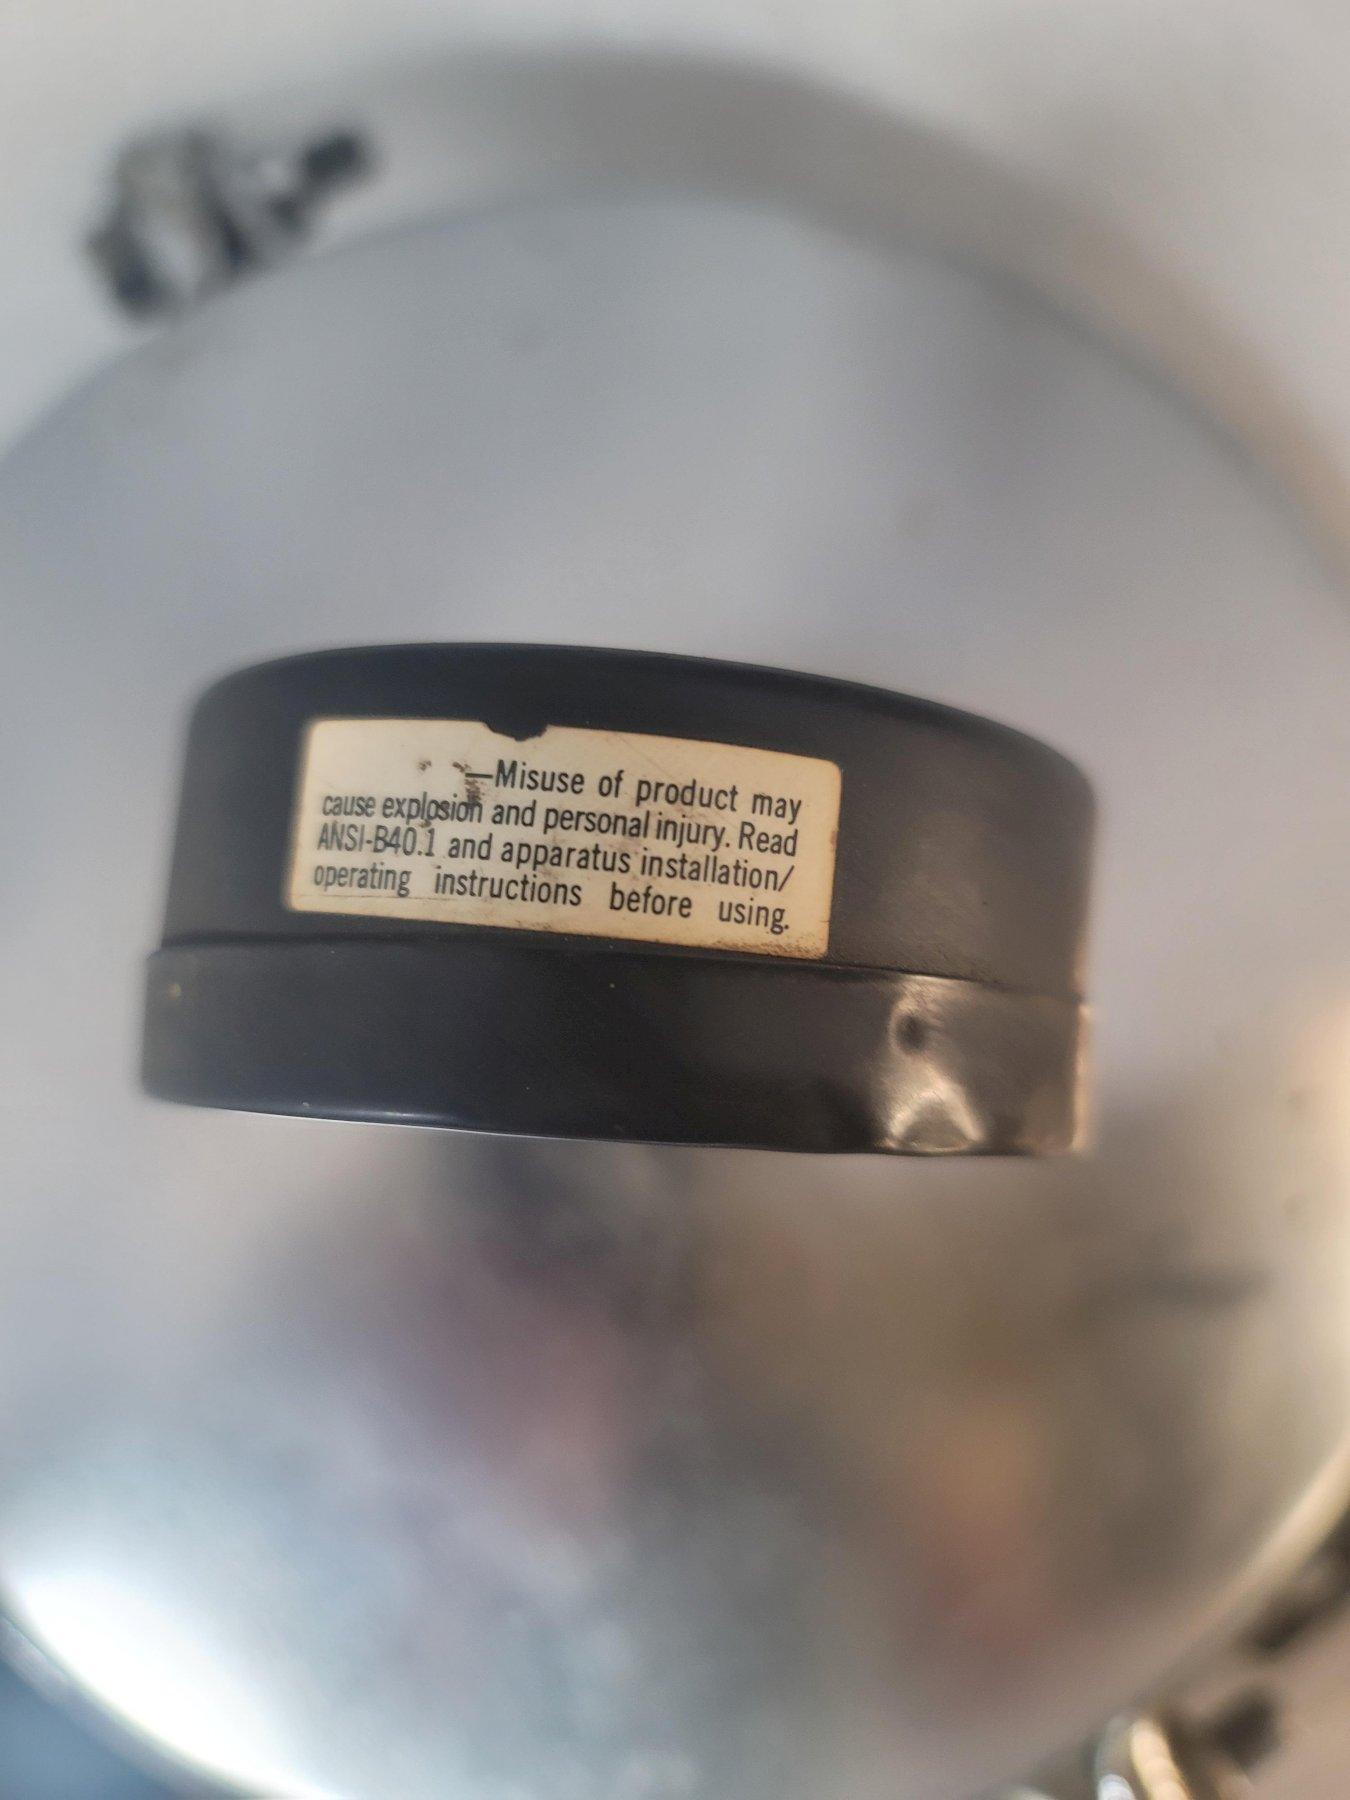 —Misuse of product may
cause explosion and personal injury. Read
ANSI-B40.1 and apparatus installation/
operating instructions before using.